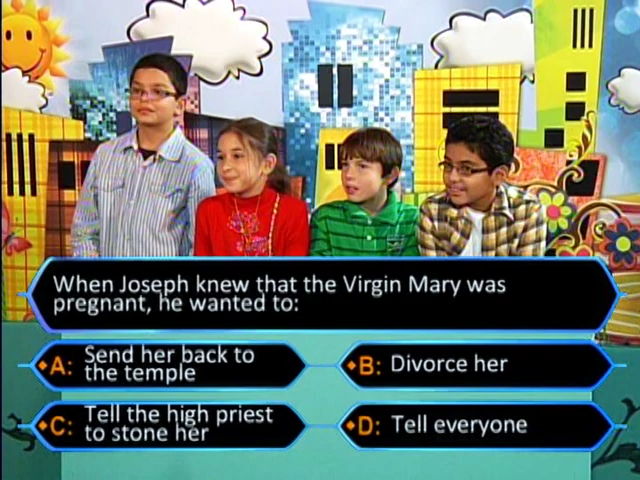 When Joseph knew that the Virgin Mary was
pregnant, he wanted to:
A: Send her back to
the temple
B: Divorce her
C: Tell the high priest
to stone her
D: Tell everyone